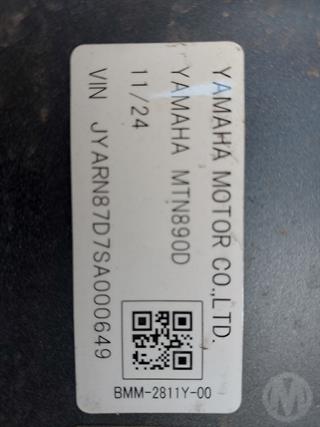 YAMAHA MOTOR CO.,LTD.
YAMAHA MTN890D
11/24
VIN JYARN87D7SA000649
BMM-2811Y-00